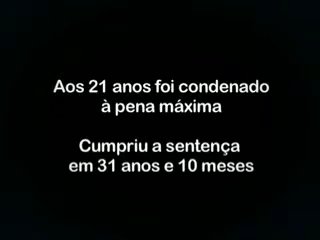 Aos 21 anos foi condenado
à pena máxima
Cumpriu a sentença
em 31 anos e 10 meses